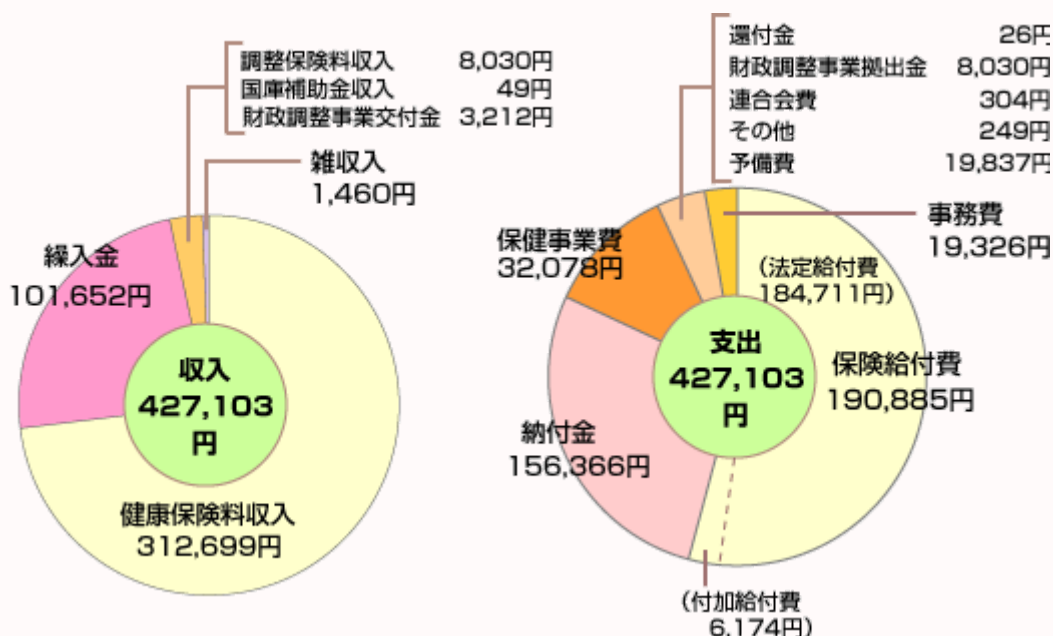 調整保険料収入 8,030円
国庫補助金収入 49円
財政調整事業交付金 3,212円
雑収入
1,460円
繰入金
101,652円
収入
427,103
円
健康保険料収入
312,699円
還付金 26円
財政調整事業拠出金 8,030円
連合会費 304円
その他 249円
予備費 19,837円
事務費
19,326円
保健事業費
32,078円
(法定給付費
184,711円)
支出
427,103
円
保険給付費
190,885円
納付金
156,366円
(付加給付費
6,174円)